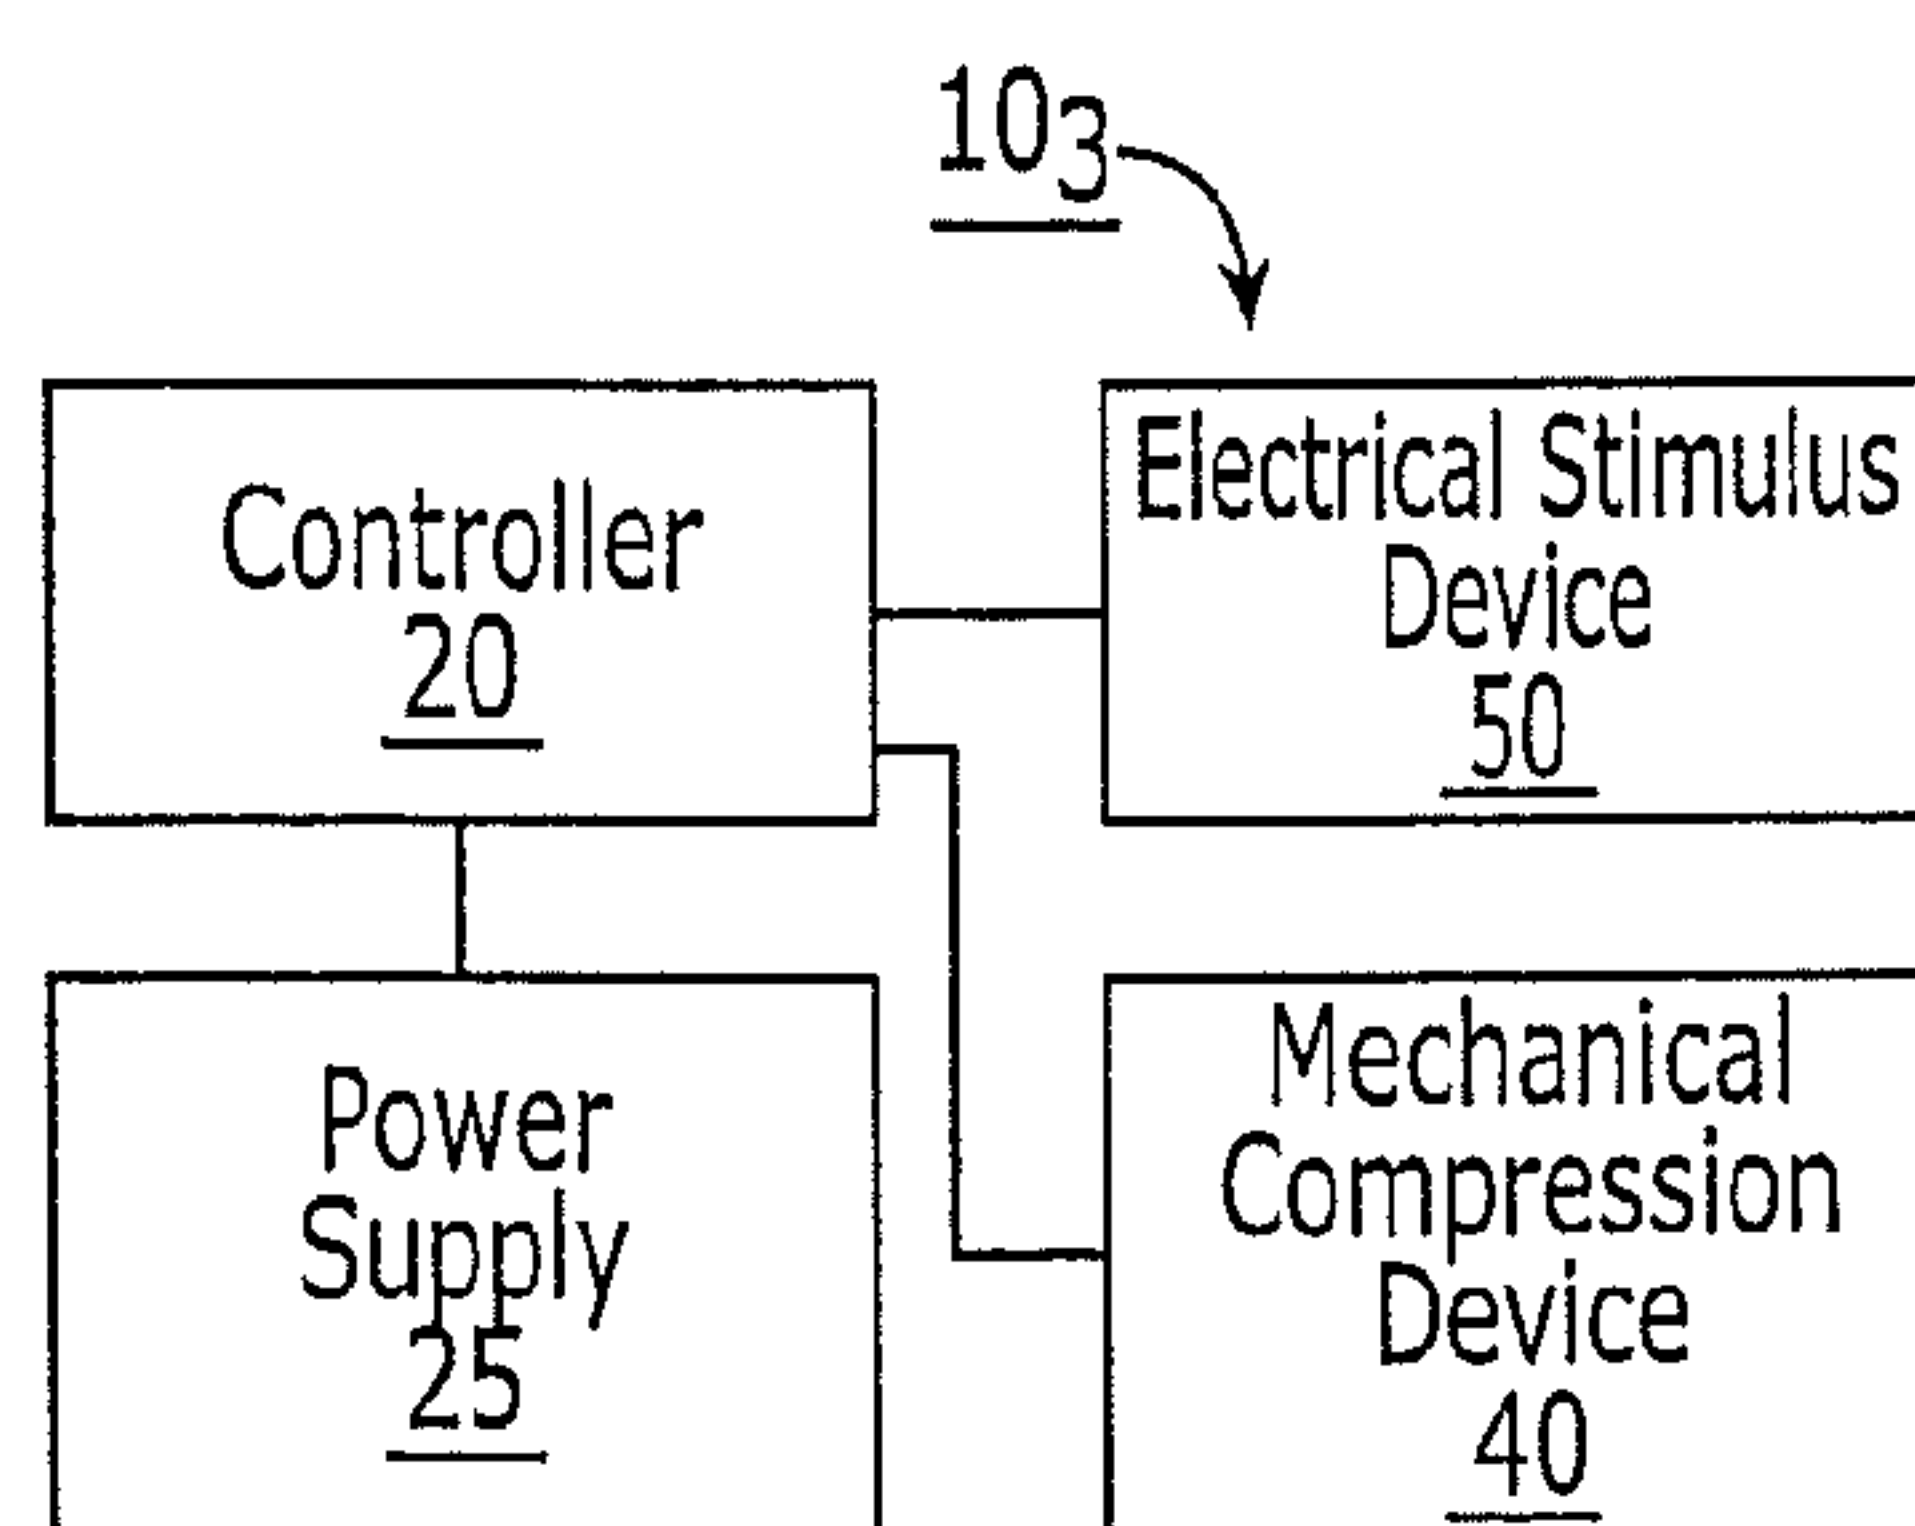 10₃
Controller
20
Electrical Stimulus
Device
50
Power
Supply
25
Mechanical
Compression
Device
40